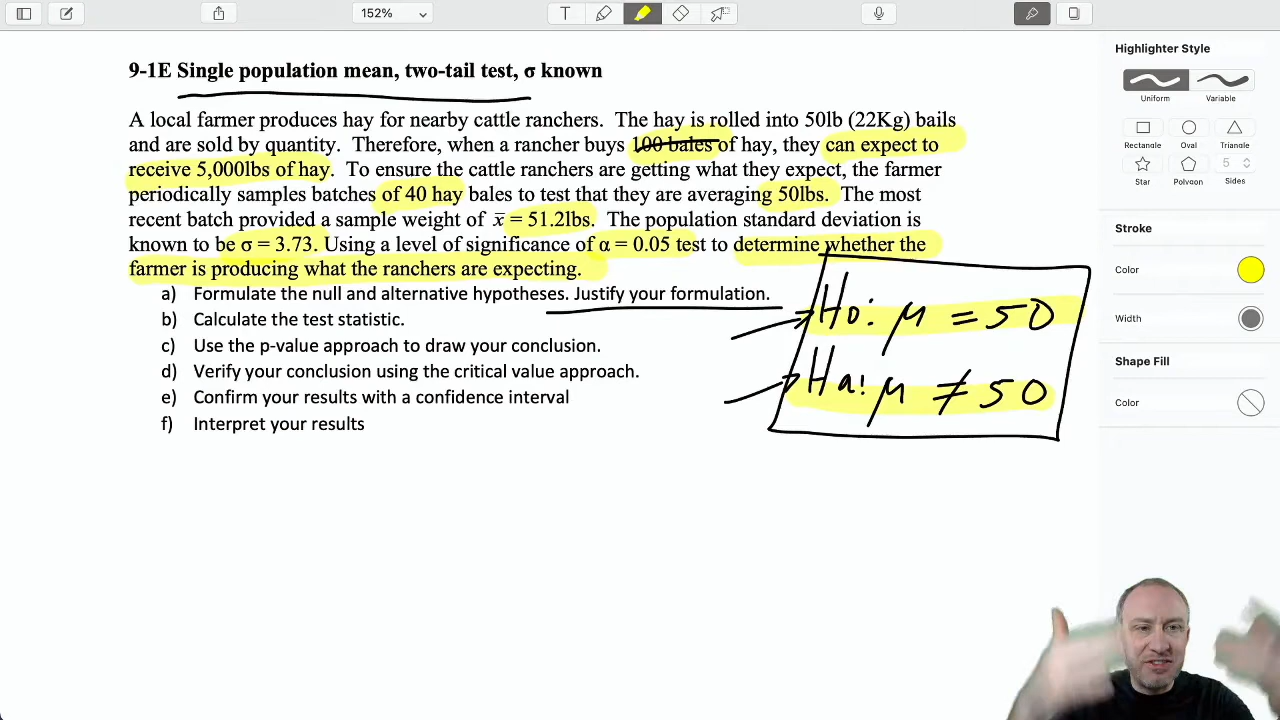 152%
T
9-1E Single population mean, two-tail test, σ known
A local farmer produces hay for nearby cattle ranchers. The hay is rolled into 50lb (22Kg) bails
and are sold by quantity. Therefore, when a rancher buys 100 bales of hay, they can expect to
receive 5,000lbs of hay. To ensure the cattle ranchers are getting what they expect, the farmer
periodically samples batches of 40 hay bales to test that they are averaging 50lbs. The most
recent batch provided a sample weight of x̅ = 51.2lbs. The population standard deviation is
known to be σ = 3.73. Using a level of significance of α = 0.05 test to determine whether the
farmer is producing what the ranchers are expecting.
a) Formulate the null and alternative hypotheses. Justify your formulation.
b) Calculate the test statistic.
c) Use the p-value approach to draw your conclusion.
d) Verify your conclusion using the critical value approach.
e) Confirm your results with a confidence interval
f) Interpret your results
Ho: μ = 50
Ha: μ ≠ 50
Highlighter Style
Uniform Variable
Rectangle Oval Triangle
5
Star Polygon Sides
Stroke
Color
Width
Shape Fill
Color